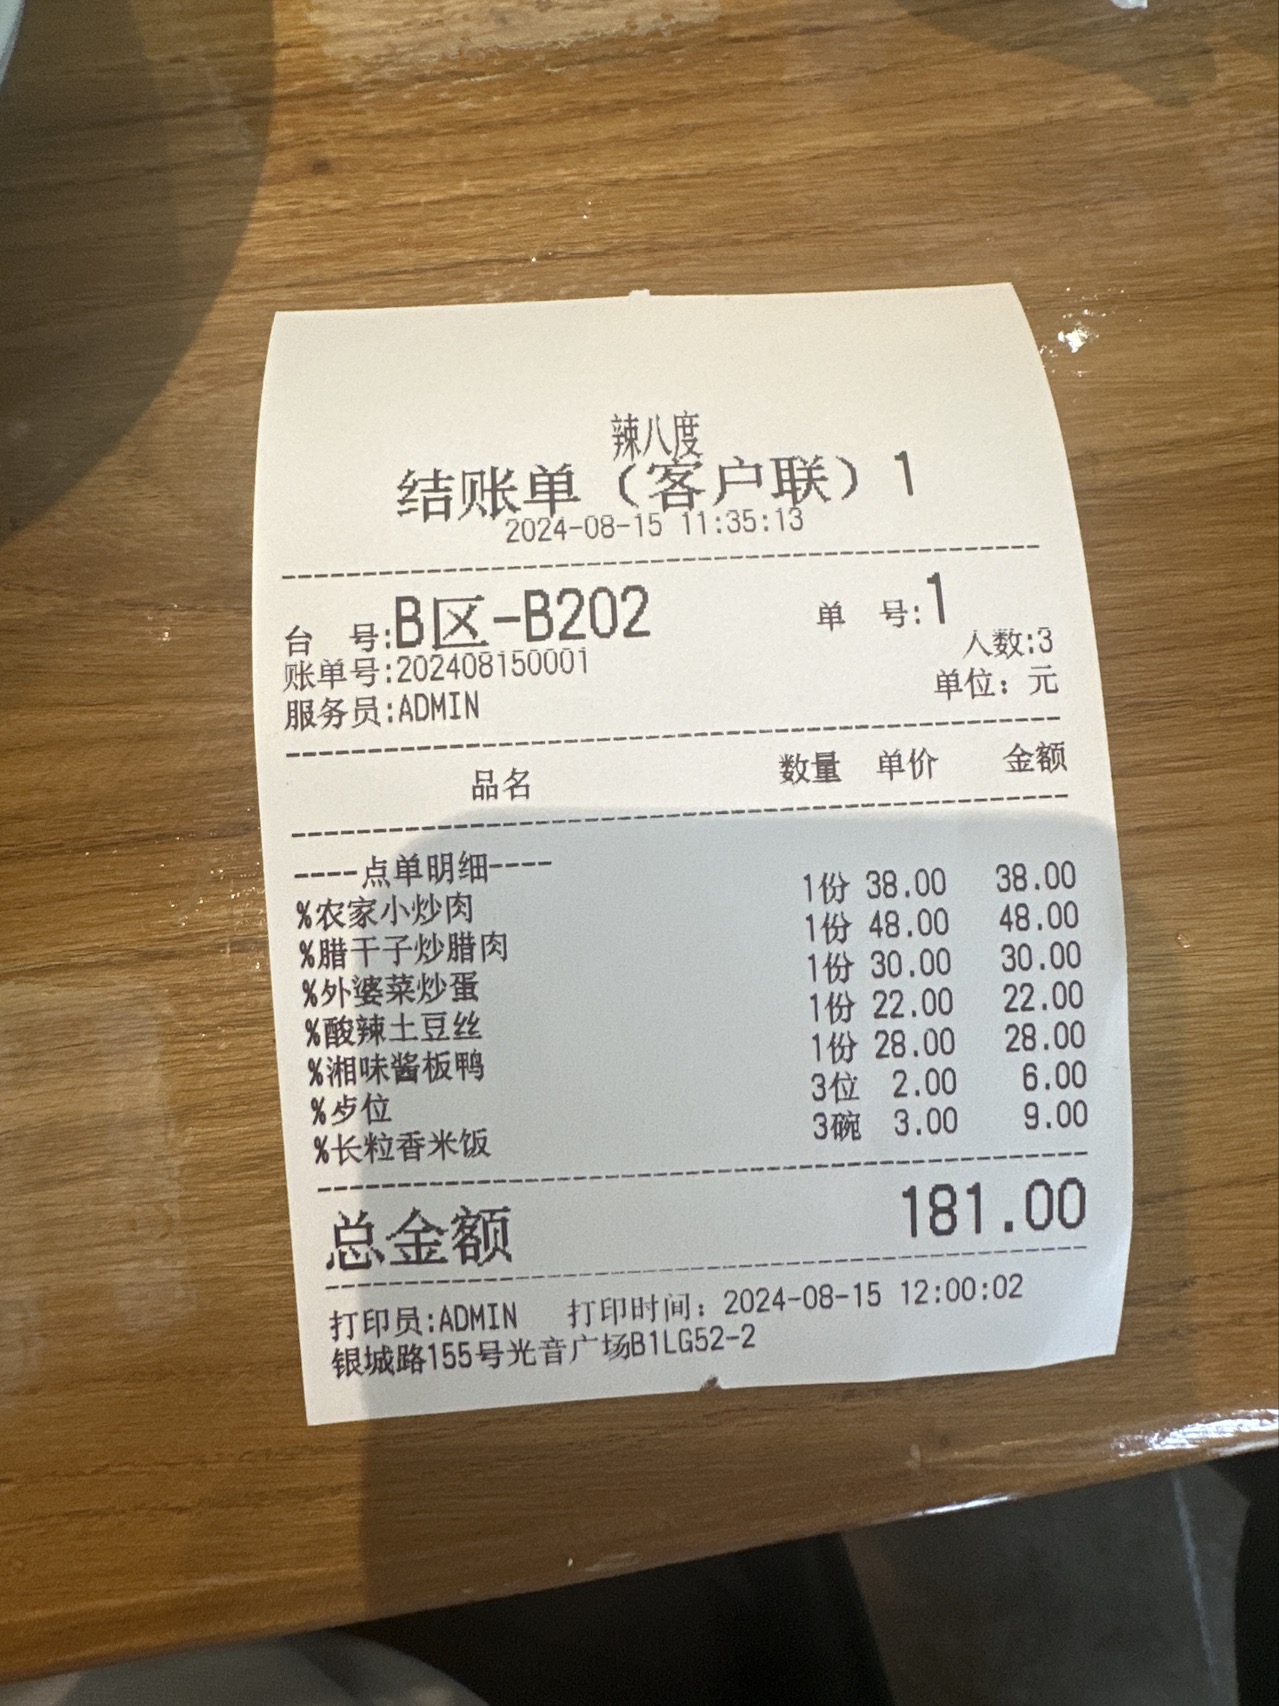 辣八度
结账单（客户联）1
2024-08-15 11:35:13
台 号:B区-B202 单 号:1
账单号:202408150001 人数:3
服务员:ADMIN 单位：元
品名 数量 单价 金额
----点单明细----
%农家小炒肉 1份 38.00 38.00
%腊干子炒腊肉 1份 48.00 48.00
%外婆菜炒蛋 1份 30.00 30.00
%酸辣土豆丝 1份 22.00 22.00
%湘味酱板鸭 1份 28.00 28.00
%歺位 3位 2.00 6.00
%长粒香米饭 3碗 3.00 9.00
总金额 181.00
打印员:ADMIN 打印时间：2024-08-15 12:00:02
银城路155号光音广场B1LG52-2